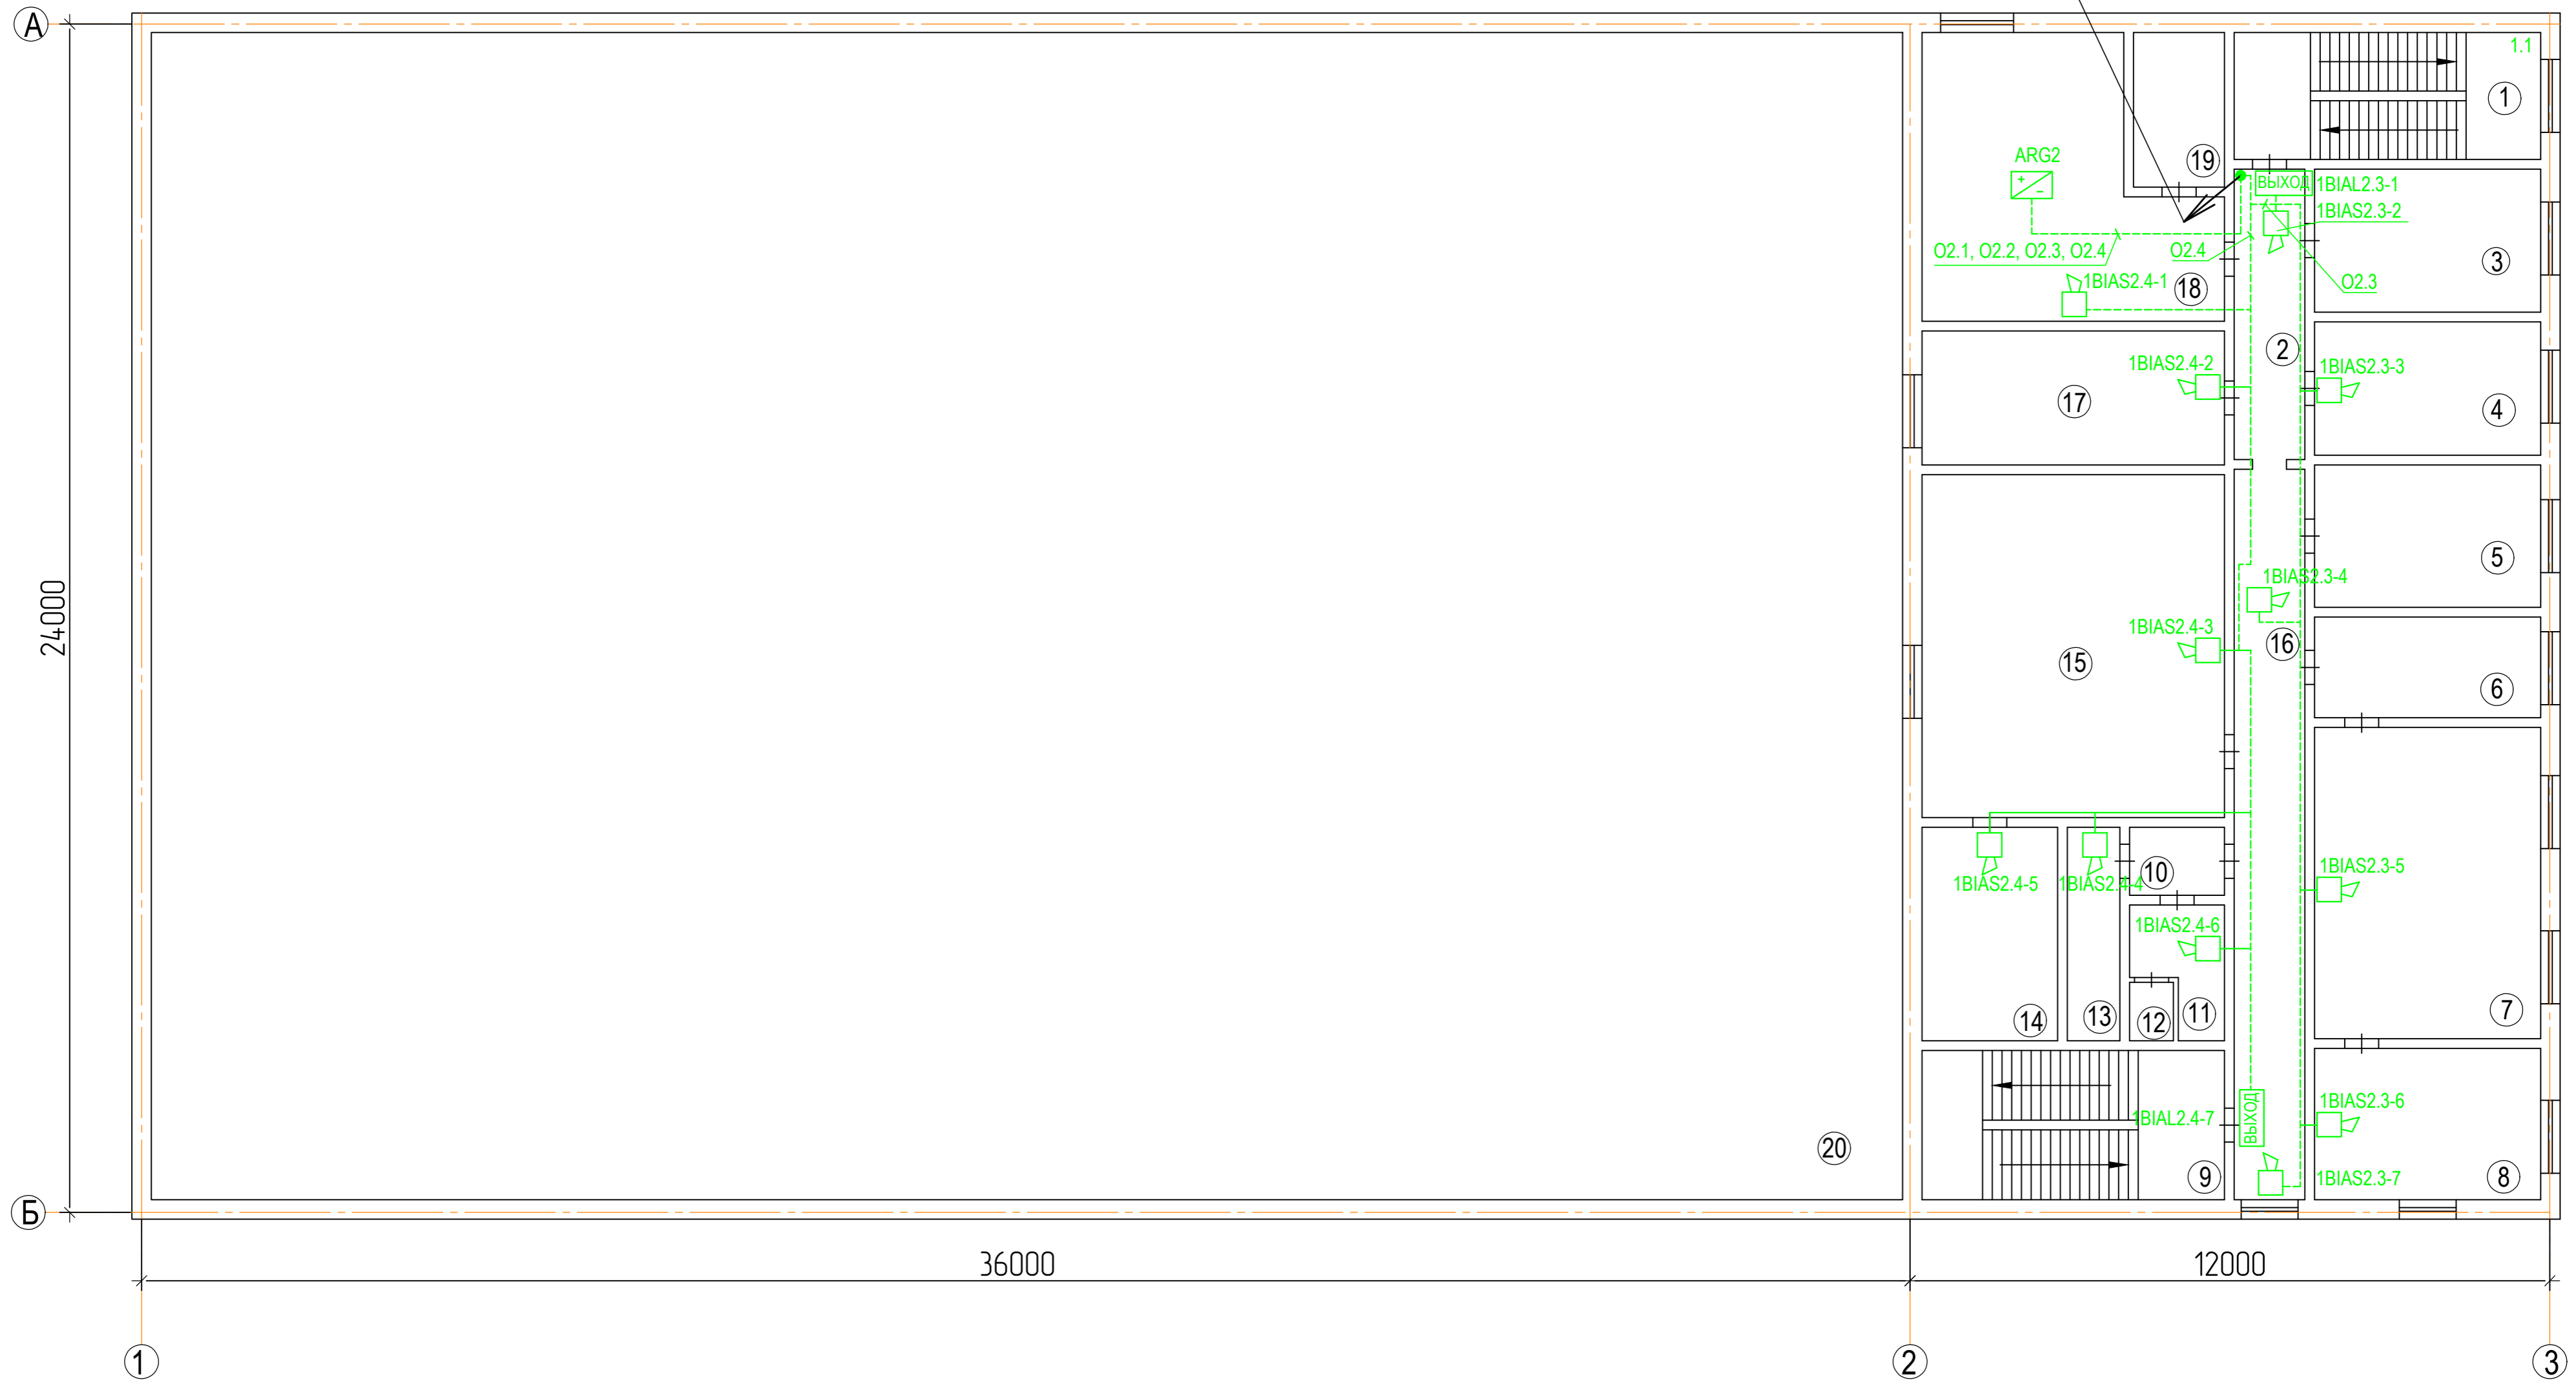 А
1.1
1
ARG2
19
ВЫХОД
1BIAL2.3-1
1BIAS2.3-2
O2.1, O2.2, O2.3, O2.4
O2.4
3
1BIAS2.4-1
18
O2.3
2
1BIAS2.4-2
1BIAS2.3-3
17
4
5
1BIAS2.3-4
24000
1BIAS2.4-3
16
15
6
1BIAS2.3-5
10
1BIAS2.4-5
1BIAS2.4-4
1BIAS2.4-6
7
14
13
12
11
1BIAS2.3-6
1BIAL2.4-7
ВЫХОД
20
9
1BIAS2.3-7
8
Б
36000
12000
1
2
3